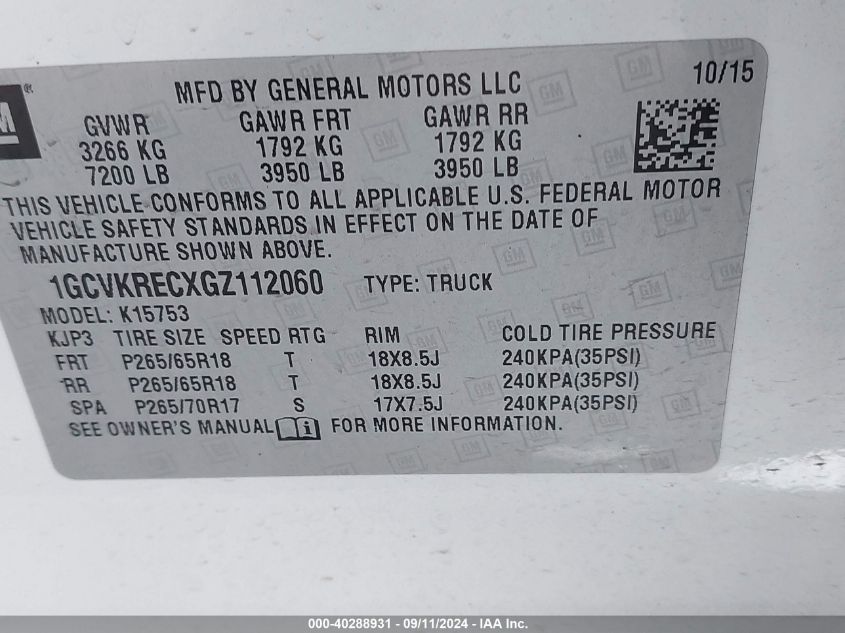 MFD BY GENERAL MOTORS LLC 10/15
GVWR GAWR FRT GAWR RR
3266 KG 1792 KG 1792 KG
7200 LB 3950 LB 3950 LB
THIS VEHICLE CONFORMS TO ALL APPLICABLE U.S. FEDERAL MOTOR
VEHICLE SAFETY STANDARDS IN EFFECT ON THE DATE OF
MANUFACTURE SHOWN ABOVE.
1GCVKRECXGZ112060 TYPE: TRUCK
MODEL: K15753
KJP3 TIRE SIZE SPEED RTG RIM COLD TIRE PRESSURE
FRT P265/65R18 T 18X8.5J 240KPA(35PSI)
RR P265/65R18 T 18X8.5J 240KPA(35PSI)
SPA P265/70R17 S 17X7.5J 240KPA(35PSI)
SEE OWNER'S MANUAL i FOR MORE INFORMATION.
000-40288931 - 09/11/2024 - IAA Inc.